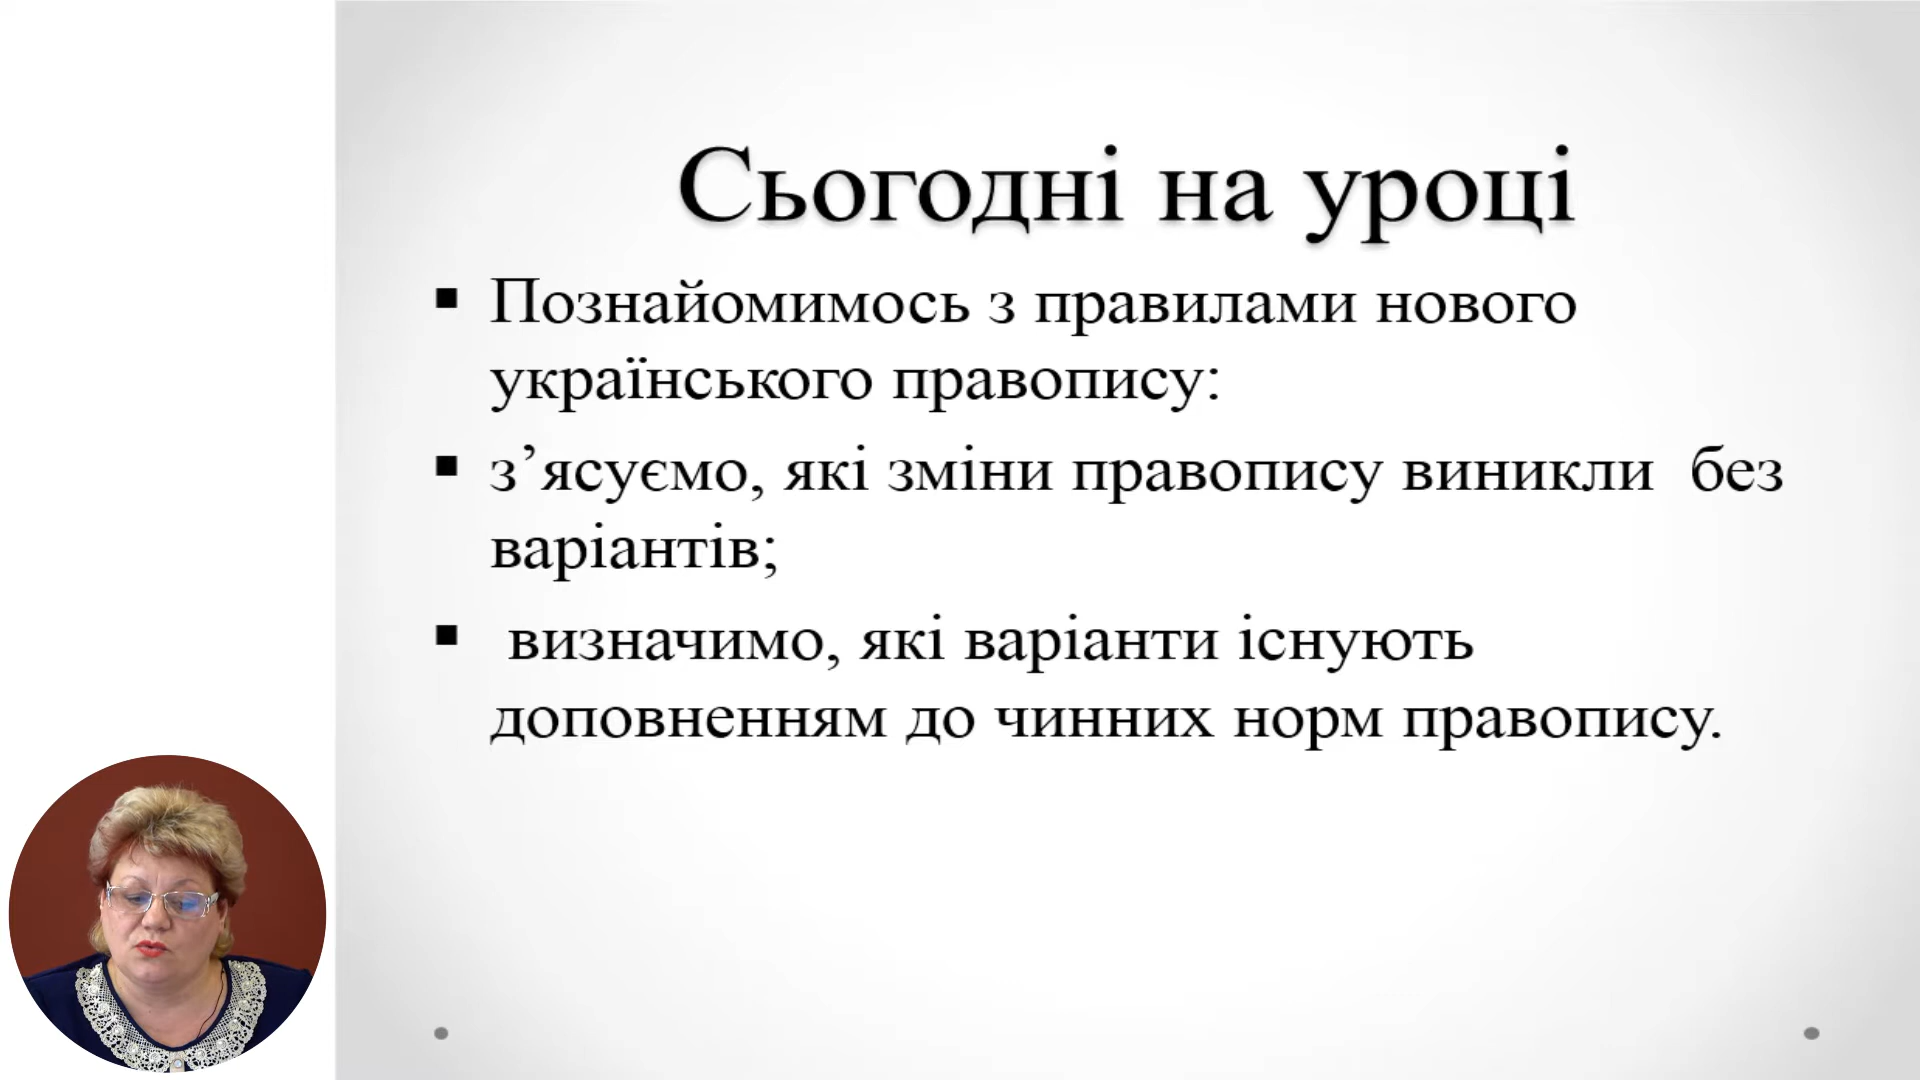 Сьогодні на уроці
▪ Познайомимось з правилами нового
українського правопису:
▪ з’ясуємо, які зміни правопису виникли  без
варіантів;
▪ визначимо, які варіанти існують
доповненням до чинних норм правопису.